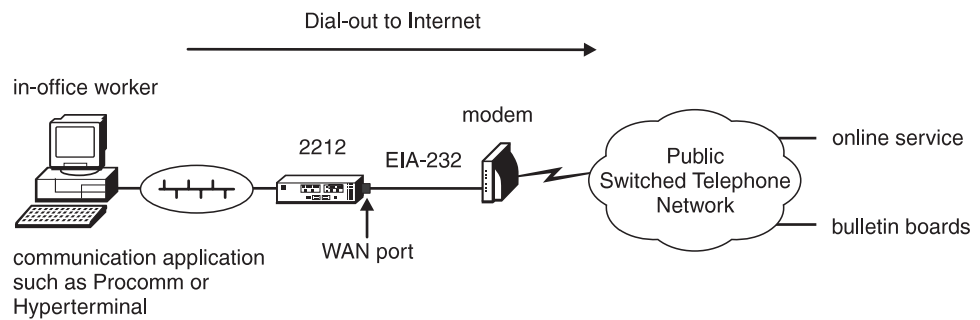 Dial-out to Internet
in-office worker
modem
2212
EIA-232
online service
Public
Switched Telephone
Network
bulletin boards
WAN port
communication application
such as Procomm or
Hyperterminal